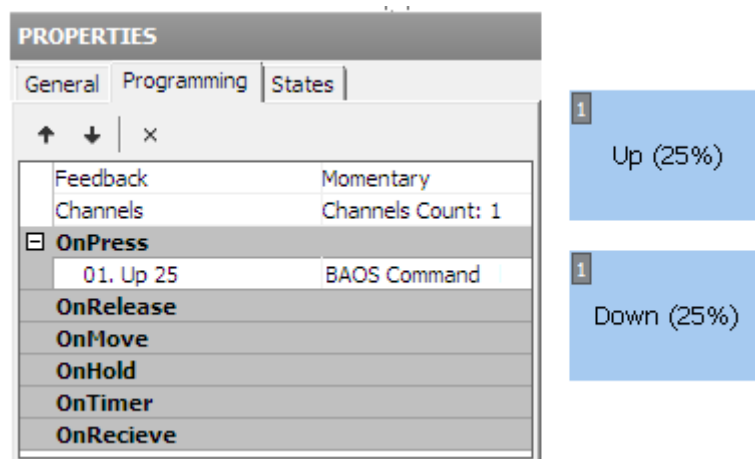 PROPERTIES
General Programming States
Feedback Momentary
Channels Channels Count: 1
OnPress
01. Up 25 BAOS Command
OnRelease
OnMove
OnHold
OnTimer
OnRecieve
1
Up (25%)
1
Down (25%)